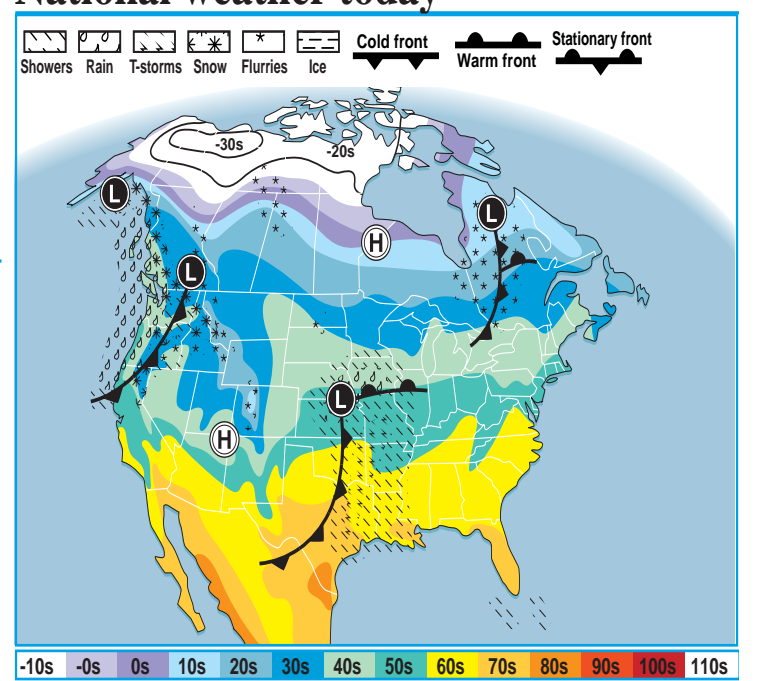 National weather today
Showers Rain T-storms Snow Flurries Ice Cold front Warm front Stationary front
-30s
-20s
L
L
L
H
L
H
-10s -0s 0s 10s 20s 30s 40s 50s 60s 70s 80s 90s 100s 110s